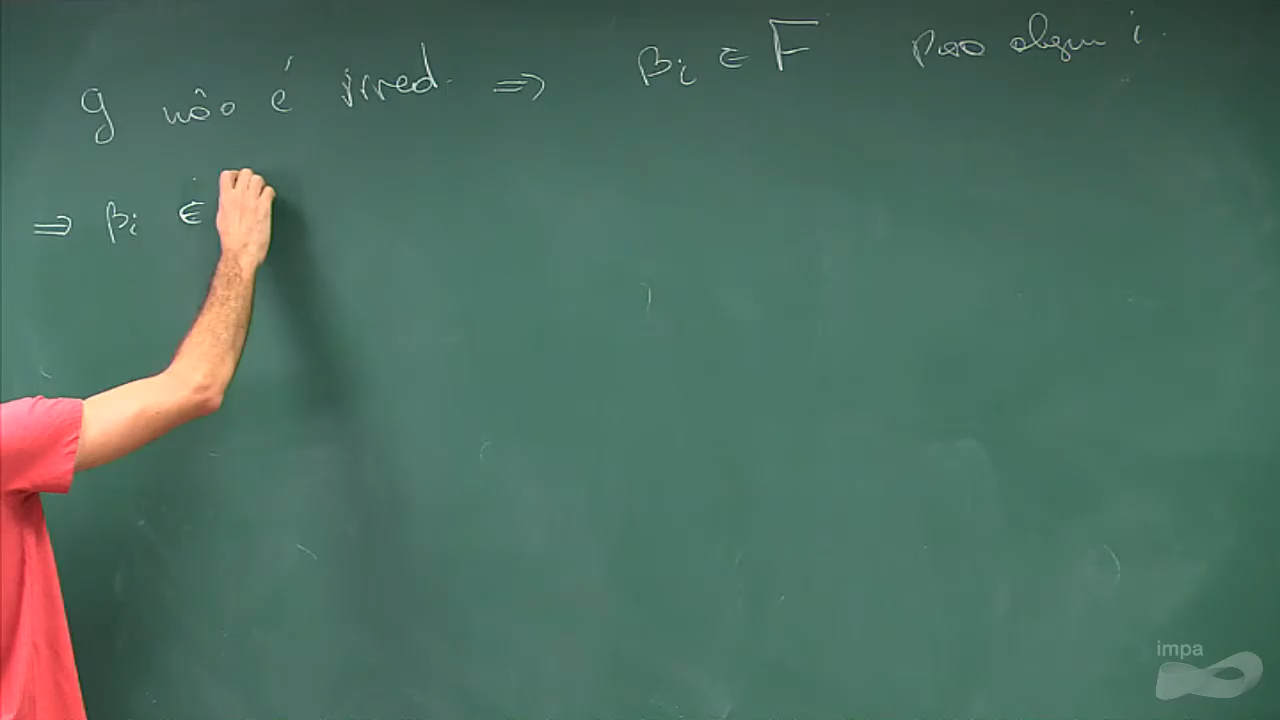 g não é irred. ⇒ βi ∈ F para algum i.
⇒ βi ∈
impa